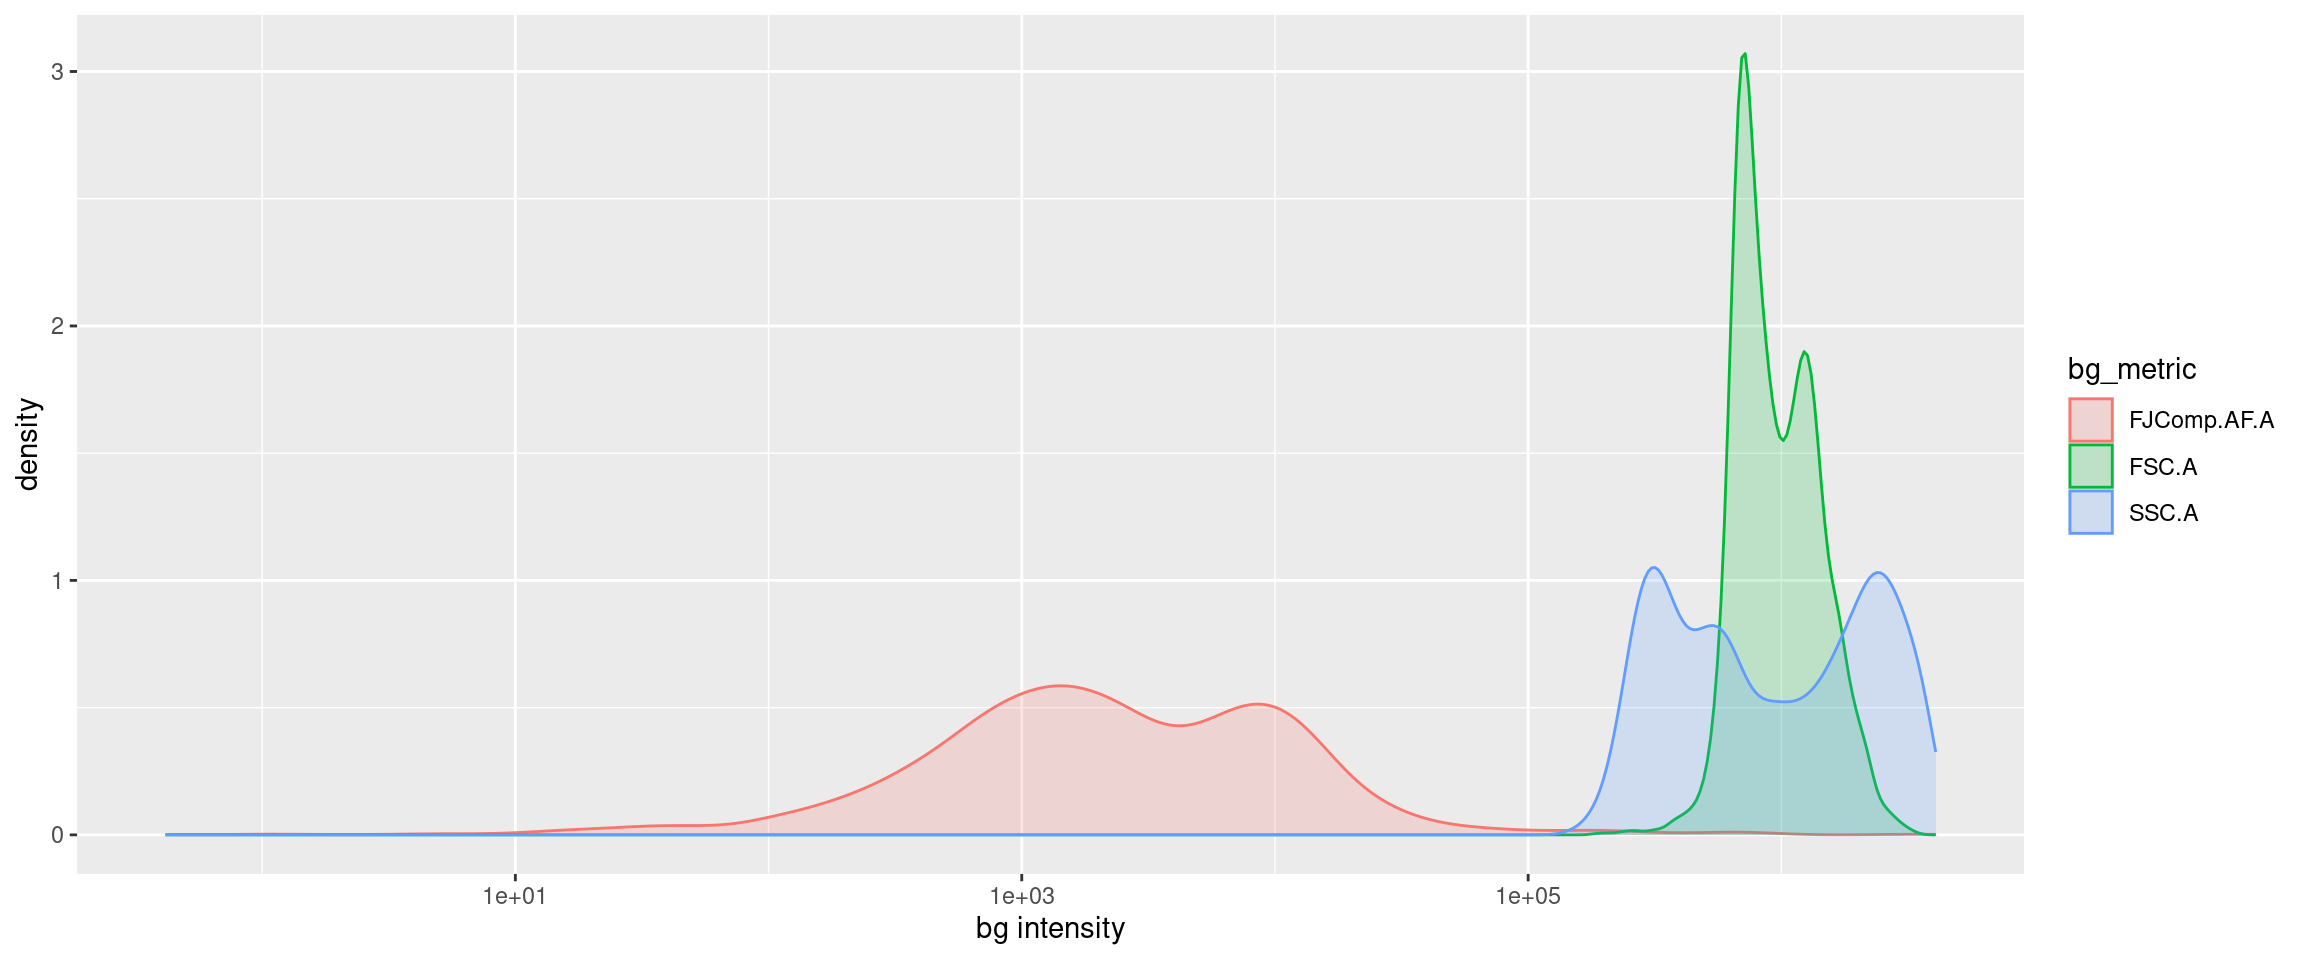 3
2
1
0
density
1e+01
1e+03
1e+05
bg intensity
bg_metric
FJComp.AF.A
FSC.A
SSC.A